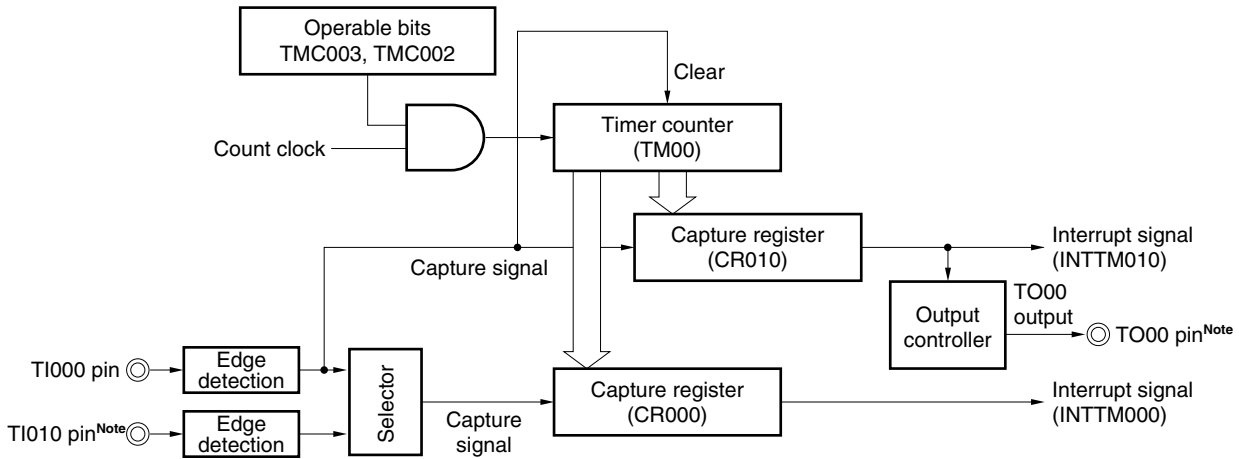 Operable bits
TMC003, TMC002
Clear
Timer counter
(TM00)
Count clock
Capture register
(CR010)
Interrupt signal
(INTTM010)
Capture signal
Output
controller
TO00
output
TO00 pinNote
TI000 pin
Edge
detection
Selector
Capture register
(CR000)
Interrupt signal
(INTTM000)
Capture
signal
TI010 pinNote
Edge
detection